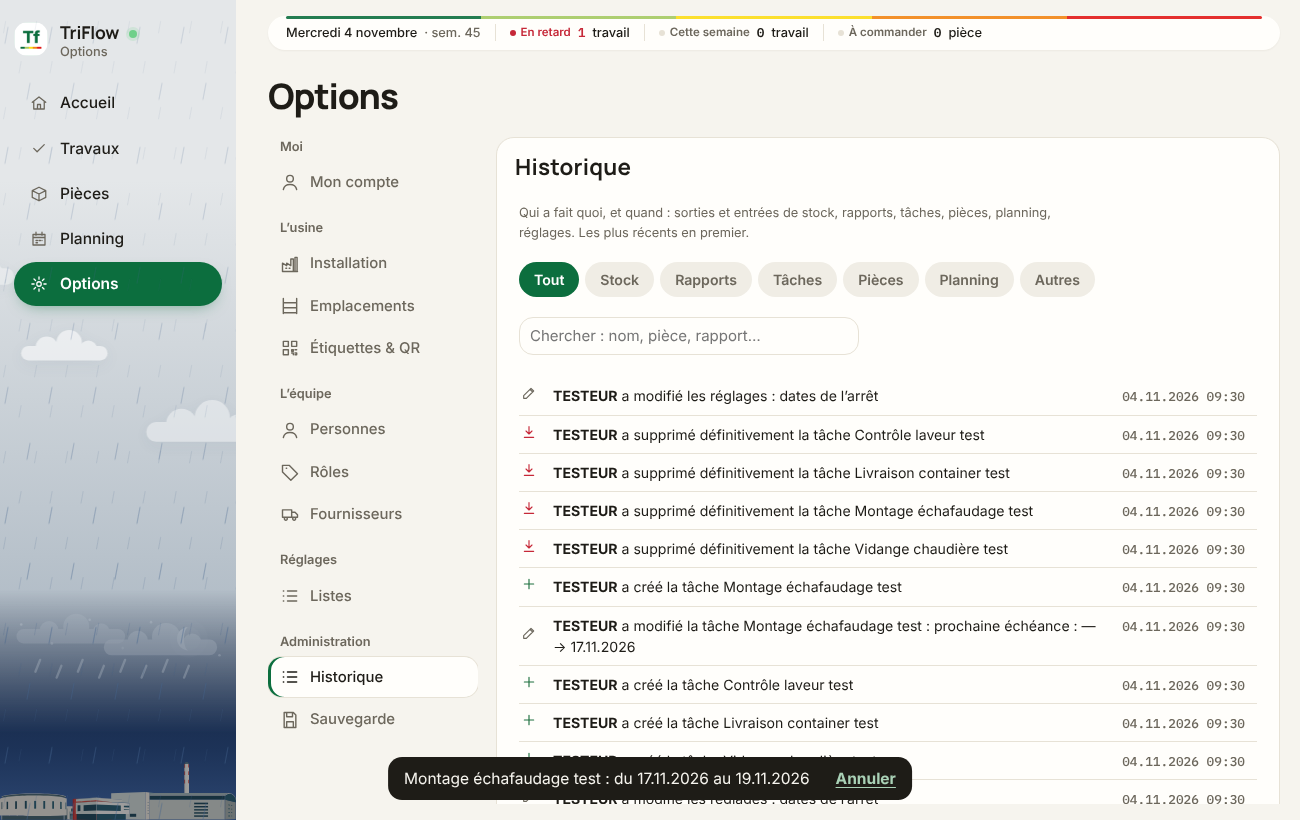 Tf
TriFlow
Options
Accueil
Travaux
Pièces
Planning
Options
Mercredi 4 novembre · sem. 45
En retard 1 travail
Cette semaine 0 travail
À commander 0 pièce
Options
Moi
Mon compte
L'usine
Installation
Emplacements
Étiquettes & QR
L'équipe
Personnes
Rôles
Fournisseurs
Réglages
Listes
Administration
Historique
Sauvegarde
Historique
Qui a fait quoi, et quand : sorties et entrées de stock, rapports, tâches, pièces, planning,
réglages. Les plus récents en premier.
Tout Stock Rapports Tâches Pièces Planning Autres
Chercher : nom, pièce, rapport…
TESTEUR a modifié les réglages : dates de l'arrêt 04.11.2026 09:30
TESTEUR a supprimé définitivement la tâche Contrôle laveur test 04.11.2026 09:30
TESTEUR a supprimé définitivement la tâche Livraison container test 04.11.2026 09:30
TESTEUR a supprimé définitivement la tâche Montage échafaudage test 04.11.2026 09:30
TESTEUR a supprimé définitivement la tâche Vidange chaudière test 04.11.2026 09:30
TESTEUR a créé la tâche Montage échafaudage test 04.11.2026 09:30
TESTEUR a modifié la tâche Montage échafaudage test : prochaine échéance : — 04.11.2026 09:30
→ 17.11.2026
TESTEUR a créé la tâche Contrôle laveur test 04.11.2026 09:30
TESTEUR a créé la tâche Livraison container test 04.11.2026 09:30
04.11.2026 09:30
Montage échafaudage test : du 17.11.2026 au 19.11.2026 Annuler
TESTEUR a modifié les réglages : dates de l'arrêt 04.11.2026 09:30